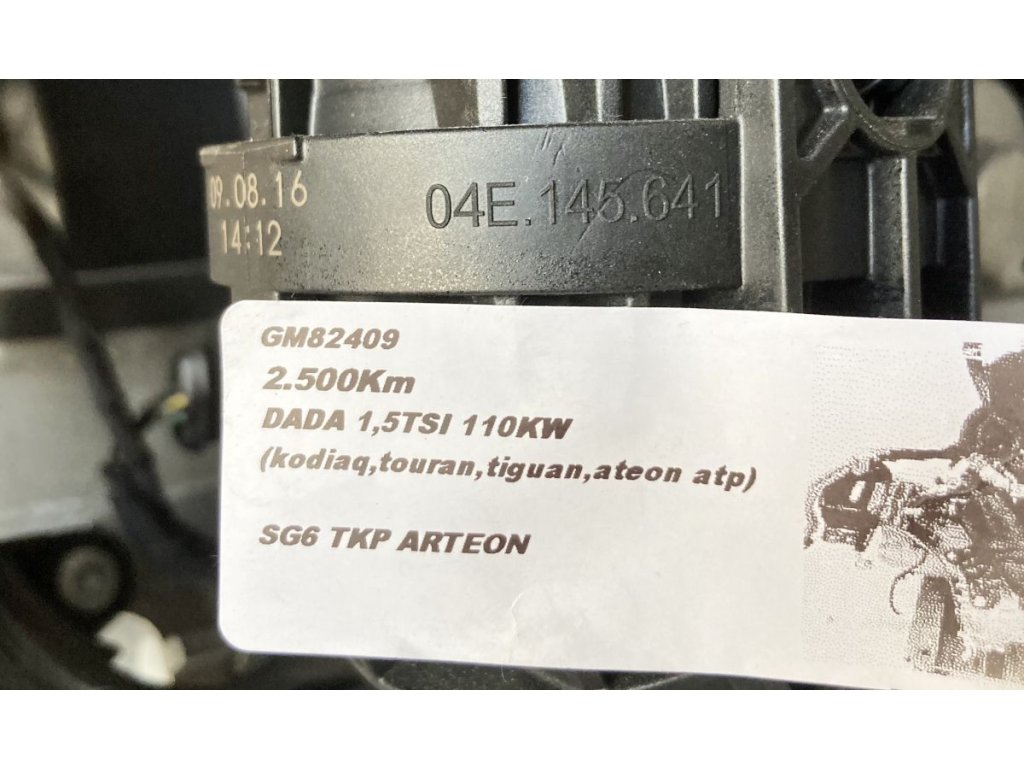 09.08.16
14:12
04E.145.641
GM82409
2.500Km
DADA 1,5TSI 110KW
(kodiaq,touran,tiguan,ateon atp)
SG6 TKP ARTEON